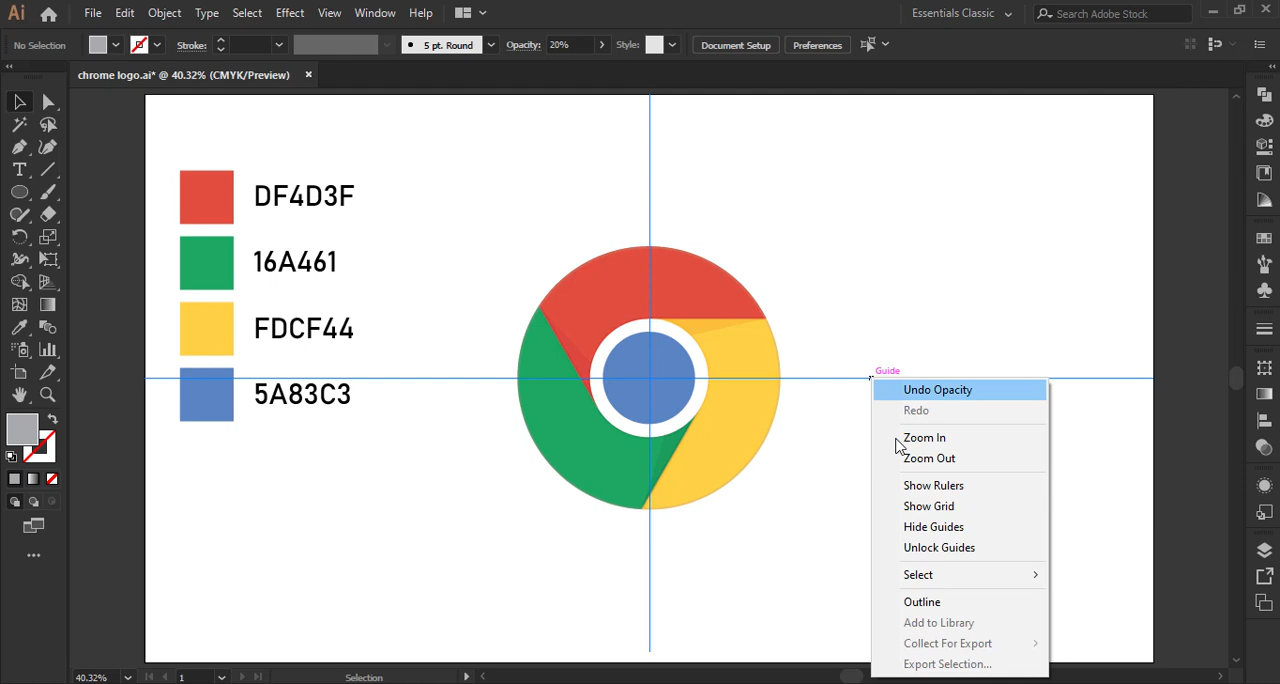 Ai File Edit Object Type Select Effect View Window Help Essentials Classic Search Adobe Stock
No Selection Stroke: 5 pt. Round Opacity: 20% Style: Document Setup Preferences
chrome logo.ai* @ 40.32% (CMYK/Preview) ×
DF4D3F
16A461
FDCF44
5A83C3
Guide
Undo Opacity
Redo
Zoom In
Zoom Out
Show Rulers
Show Grid
Hide Guides
Unlock Guides
Select
Outline
Add to Library
Collect For Export
Export Selection...
40.32% 1 Selection